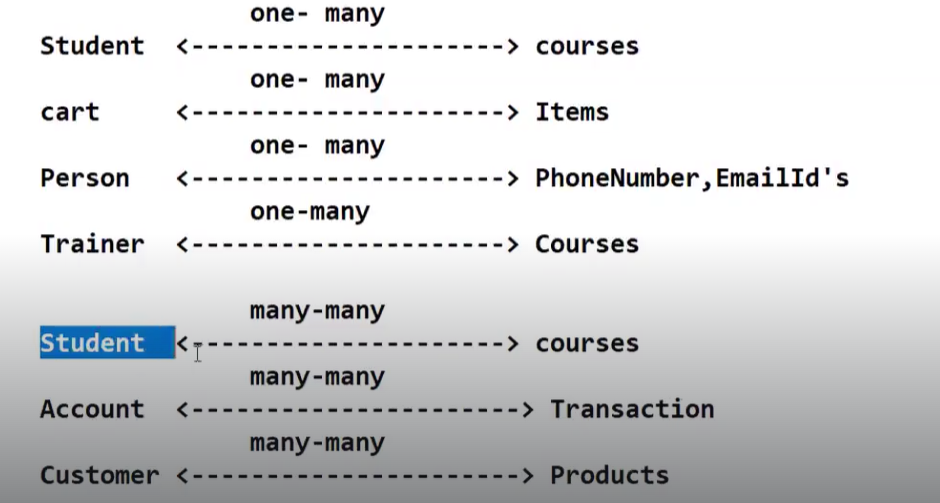 one- many
Student <---------------------> courses
one- many
cart <---------------------> Items
one- many
Person <---------------------> PhoneNumber,EmailId's
one-many
Trainer <---------------------> Courses
many-many
Student <---------------------> courses
many-many
Account <----------------------> Transaction
many-many
Customer <----------------------> Products